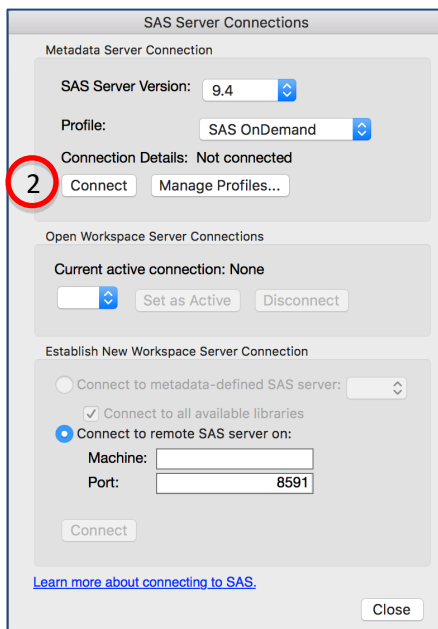 SAS Server Connections
Metadata Server Connection
SAS Server Version: 9.4
Profile: SAS OnDemand
Connection Details: Not connected
2 Connect Manage Profiles...
Open Workspace Server Connections
Current active connection: None
Set as Active Disconnect
Establish New Workspace Server Connection
Connect to metadata-defined SAS server:
Connect to all available libraries
Connect to remote SAS server on:
Machine:
Port: 8591
Connect
Learn more about connecting to SAS.
Close